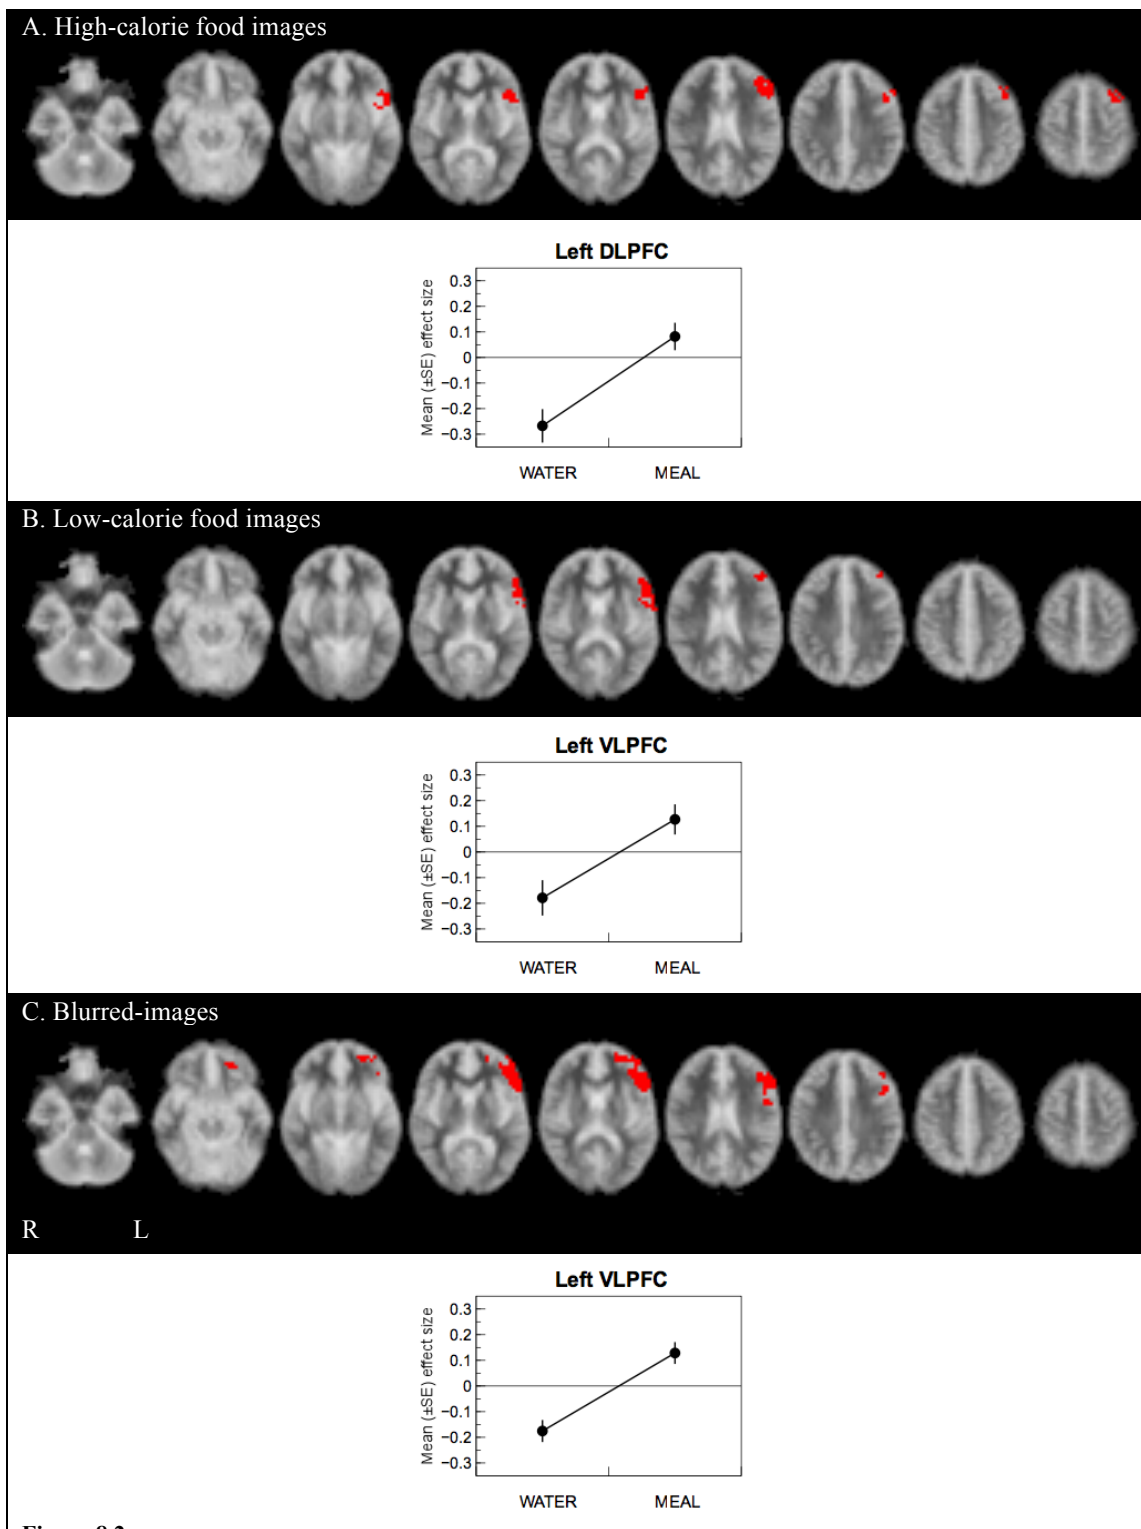 A. High-calorie food images
Left DLPFC
Mean (±SE) effect size
0.3
0.2
0.1
0
−0.1
−0.2
−0.3
WATER MEAL
B. Low-calorie food images
Left VLPFC
Mean (±SE) effect size
0.3
0.2
0.1
0
−0.1
−0.2
−0.3
WATER MEAL
C. Blurred-images
R L
Left VLPFC
Mean (±SE) effect size
0.3
0.2
0.1
0
−0.1
−0.2
−0.3
WATER MEAL